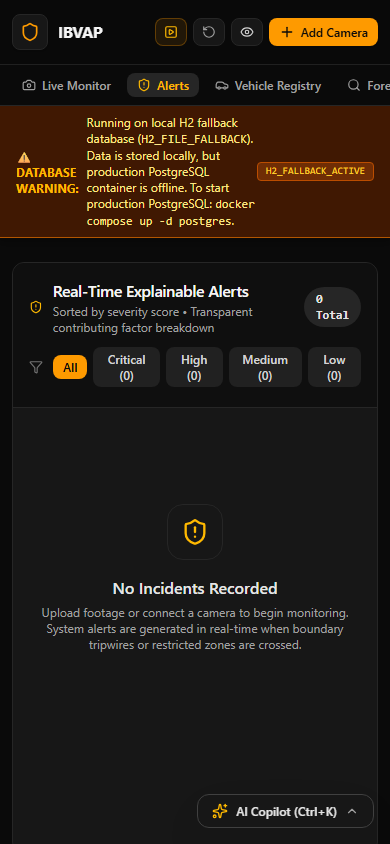 IBVAP
Add Camera
Live Monitor
Alerts
Vehicle Registry
Fore
DATABASE
WARNING:
Running on local H2 fallback
database (H2_FILE_FALLBACK).
Data is stored locally, but
production PostgreSQL
container is offline. To start
production PostgreSQL: docker
compose up -d postgres.
H2_FALLBACK_ACTIVE
Real-Time Explainable Alerts
Sorted by severity score • Transparent
contributing factor breakdown
0
Total
All
Critical
(0)
High
(0)
Medium
(0)
Low
(0)
No Incidents Recorded
Upload footage or connect a camera to begin monitoring.
System alerts are generated in real-time when boundary
tripwires or restricted zones are crossed.
AI Copilot (Ctrl+K)